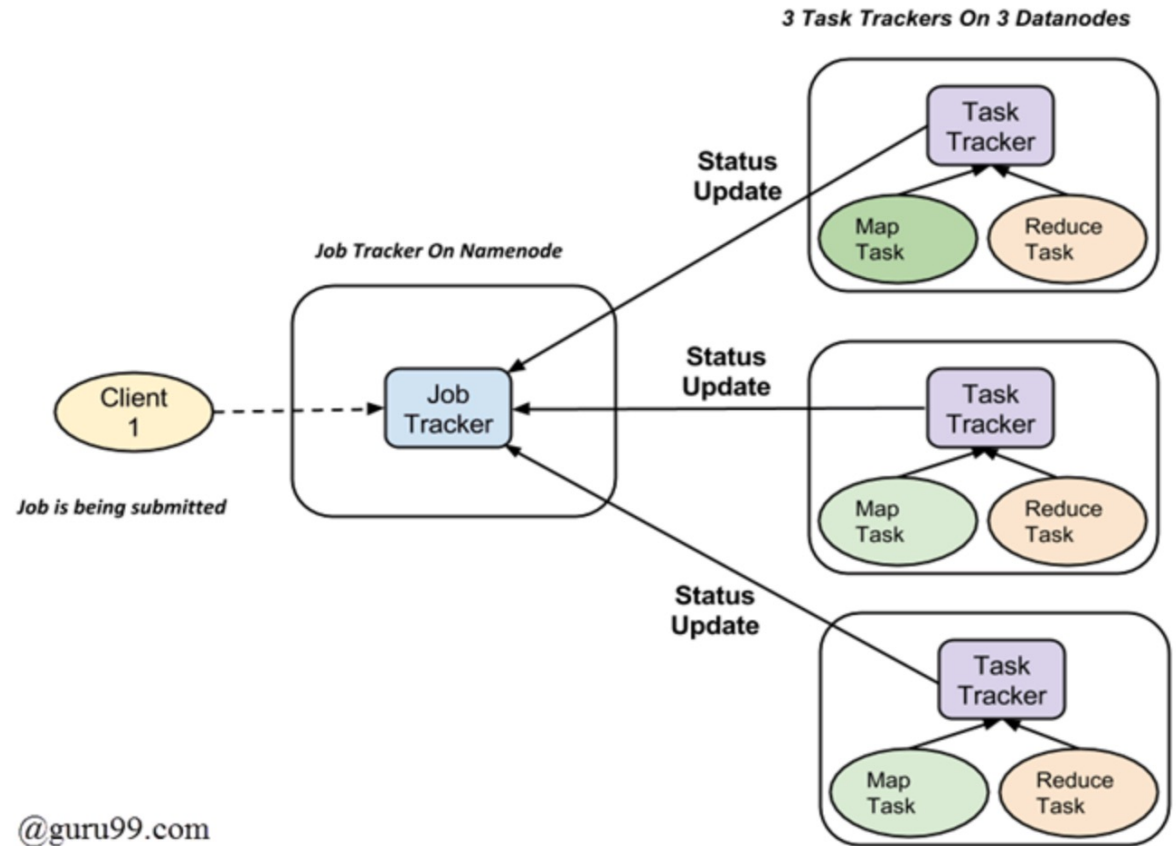 3 Task Trackers On 3 Datanodes
Task
Tracker
Status
Update
Map
Task
Reduce
Task
Job Tracker On Namenode
Status
Update
Client
1
Job
Tracker
Task
Tracker
Job is being submitted
Map
Task
Reduce
Task
Status
Update
Task
Tracker
Map
Task
Reduce
Task
@guru99.com